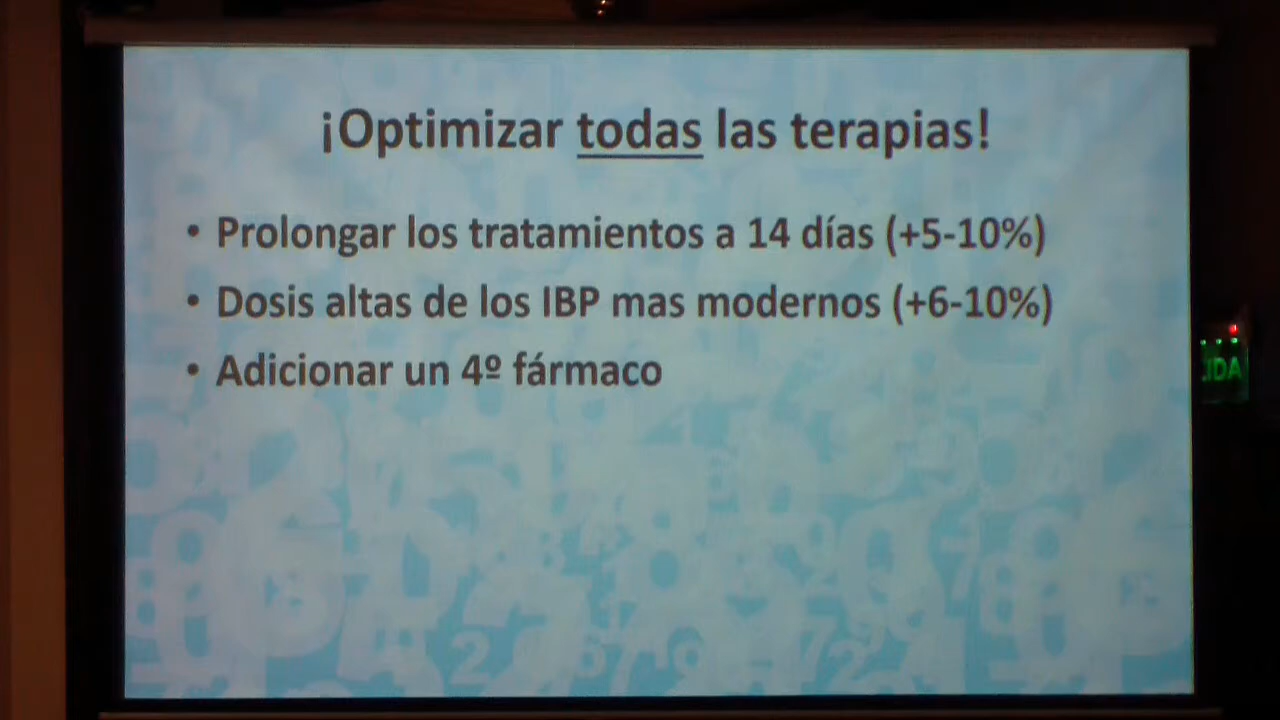 ¡Optimizar todas las terapias!
• Prolongar los tratamientos a 14 días (+5-10%)
• Dosis altas de los IBP mas modernos (+6-10%)
• Adicionar un 4º fármaco
IDA